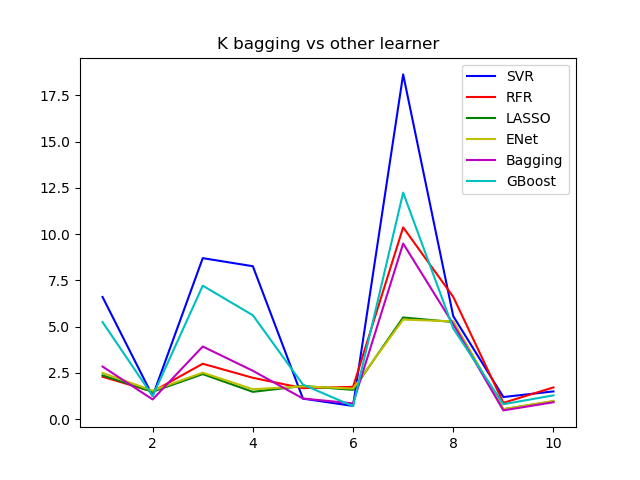 K bagging vs other learner
SVR
RFR
LASSO
ENet
Bagging
GBoost
17.5
15.0
12.5
10.0
7.5
5.0
2.5
0.0
2 4 6 8 10